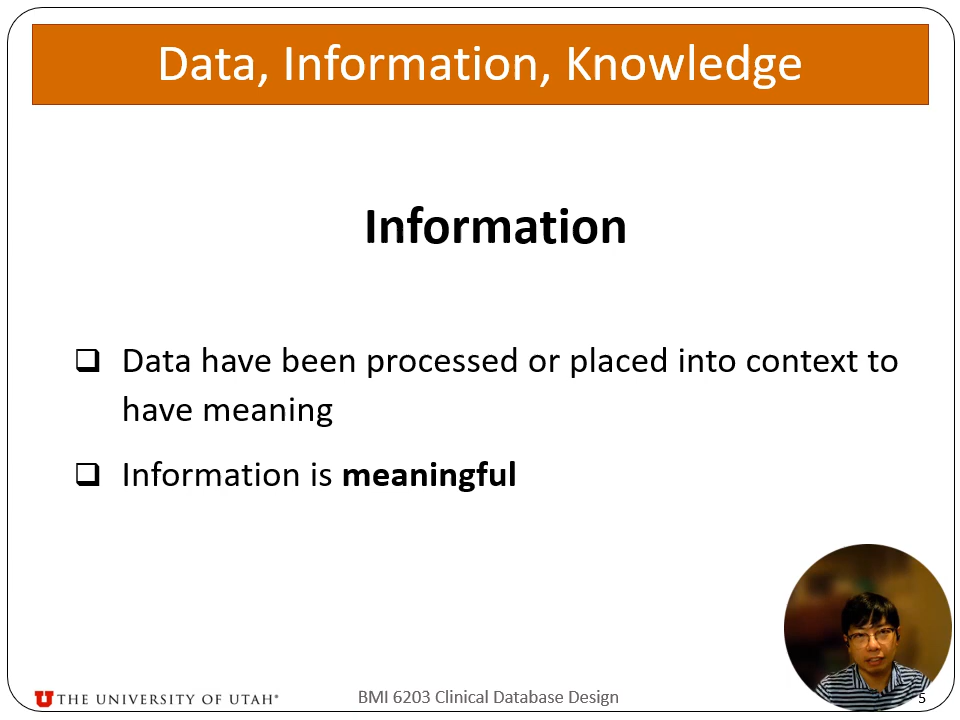 Data, Information, Knowledge
Information
Data have been processed or placed into context to
have meaning
Information is meaningful
THE UNIVERSITY OF UTAH®
BMI 6203 Clinical Database Design
5